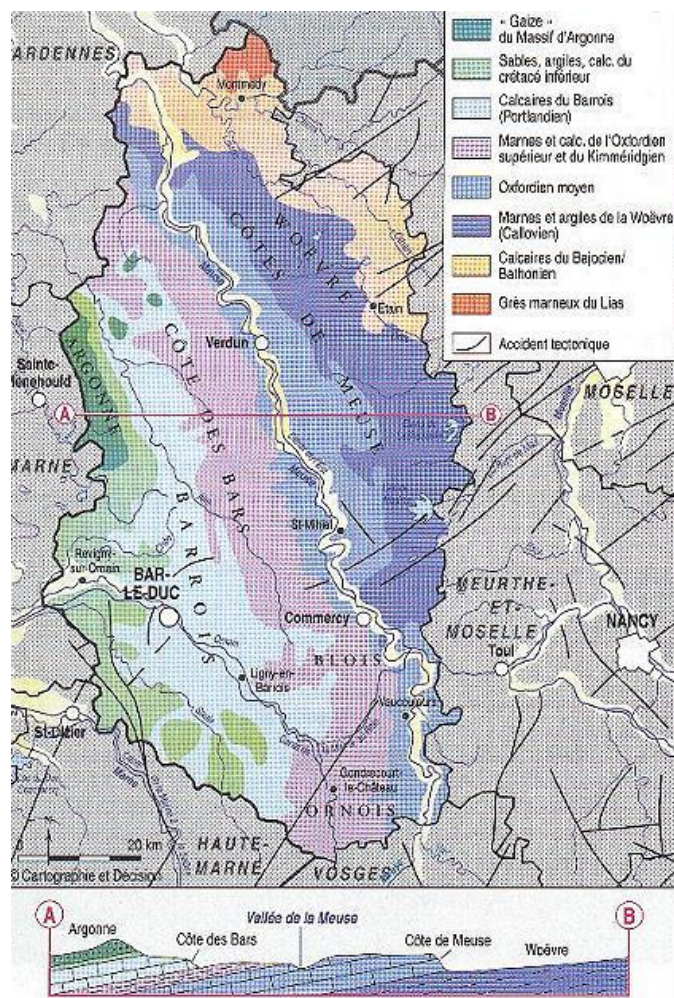 « Gaize »
du Massif d'Argonne
Sables, argiles, calc. du
crétacé inférieur
Calcaires du Barrois
(Portlandien)
Marnes et calc. de l'Oxfordien
supérieur et du Kimméridgien
Oxfordien moyen
Marnes et argiles de la Woëvre
(Callovien)
Calcaires du Bajocien/
Bathonien
Grès marneux du Lias
Accident tectonique
ARDENNES
Montmédy
WOËVRE
CÔTES DE MEUSE
Etain
Verdun
CÔTE DES BARS
ARGONNE
Sainte-
A
B
MOSELLE
MARNE
St-Mihiel
BARROIS
Revigny-
sur-Ornain
BAR-
LE-DUC
MEURTHE-
ET-
MOSELLE
NANCY
Toul
Commercy
BLOIS
Ornain
Ligny-en-
Barrois
Vaucouleurs
St-Dizier
Gondrecourt-
le-Château
ORNOIS
0
20 km
HAUTE-
MARNE
VOSGES
© Cartographie et Décision
A
Argonne
Côte des Bars
Vallée de la Meuse
Côte de Meuse
Woëvre
B